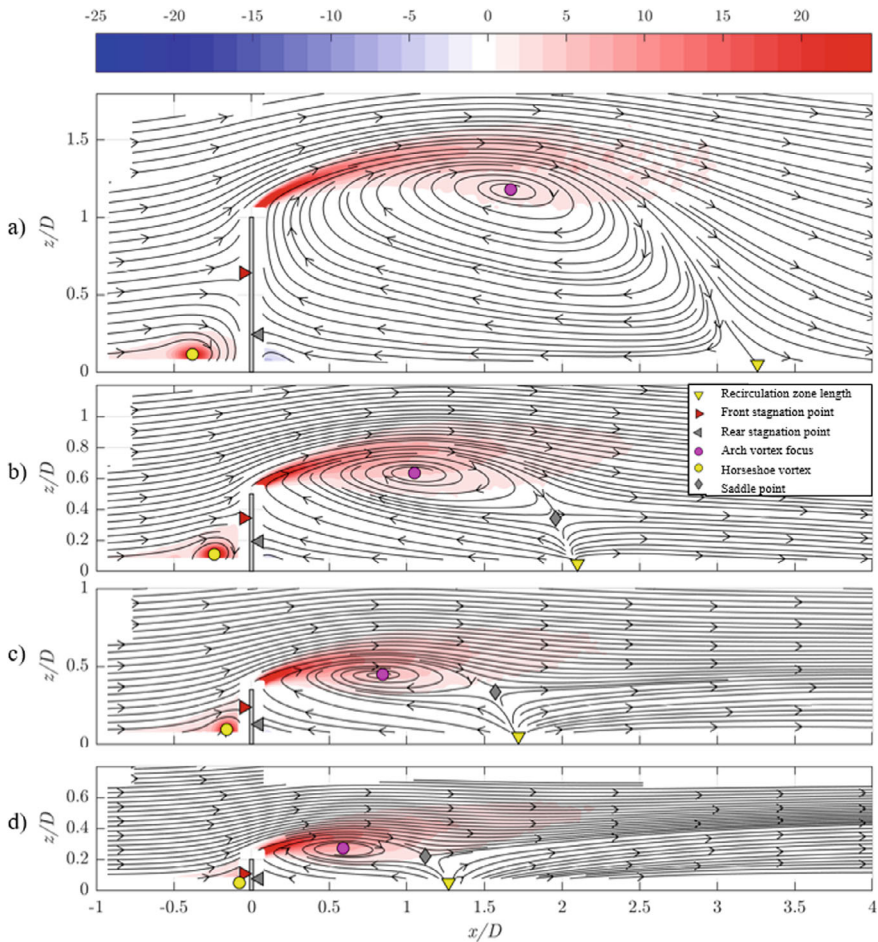 -25 -20 -15 -10 -5 0 5 10 15 20
a)
z/D
1.5
1
0.5
0
b)
z/D
1
0.8
0.6
0.4
0.2
0
Recirculation zone length
Front stagnation point
Rear stagnation point
Arch vortex focus
Horseshoe vortex
Saddle point
c)
z/D
1
0.5
0
d)
z/D
0.6
0.4
0.2
0
-1 -0.5 0 0.5 1 1.5 2 2.5 3 3.5 4
x/D